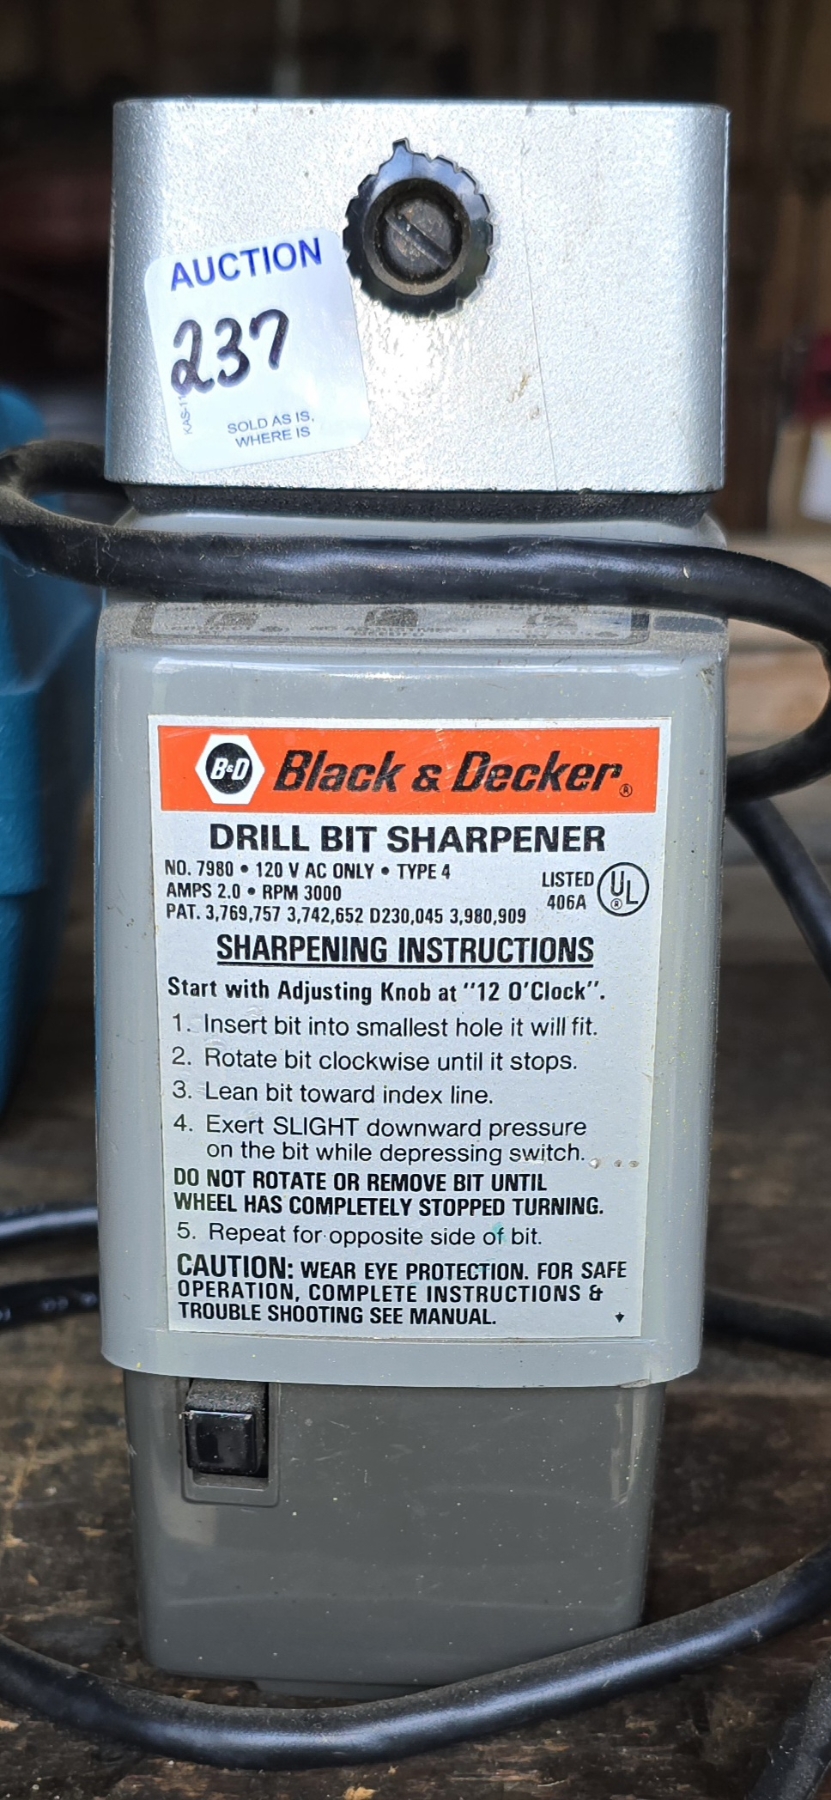 AUCTION
237
SOLD AS IS,
WHERE IS
B&D Black & Decker®
DRILL BIT SHARPENER
NO. 7980 • 120 V AC ONLY • TYPE 4
AMPS 2.0 • RPM 3000
LISTED UL®
406A
PAT. 3,769,757 3,742,652 D230,045 3,980,909
SHARPENING INSTRUCTIONS
Start with Adjusting Knob at "12 O'Clock".
1. Insert bit into smallest hole it will fit.
2. Rotate bit clockwise until it stops.
3. Lean bit toward index line.
4. Exert SLIGHT downward pressure
on the bit while depressing switch.
DO NOT ROTATE OR REMOVE BIT UNTIL
WHEEL HAS COMPLETELY STOPPED TURNING.
5. Repeat for opposite side of bit.
CAUTION: WEAR EYE PROTECTION. FOR SAFE
OPERATION, COMPLETE INSTRUCTIONS &
TROUBLE SHOOTING SEE MANUAL.